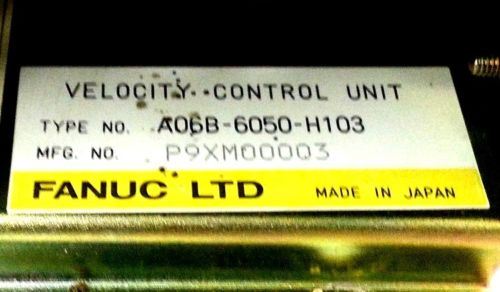 VELOCITY CONTROL UNIT
TYPE NO. A06B-6050-H103
MFG. NO. P9XM00003
FANUC LTD MADE IN JAPAN